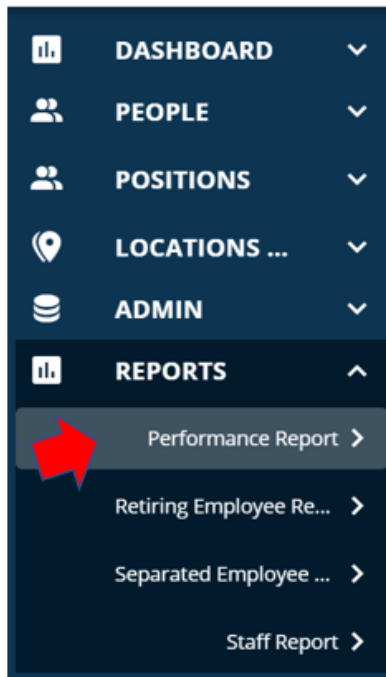 DASHBOARD
PEOPLE
POSITIONS
LOCATIONS ...
ADMIN
REPORTS
Performance Report
Retiring Employee Re...
Separated Employee ...
Staff Report